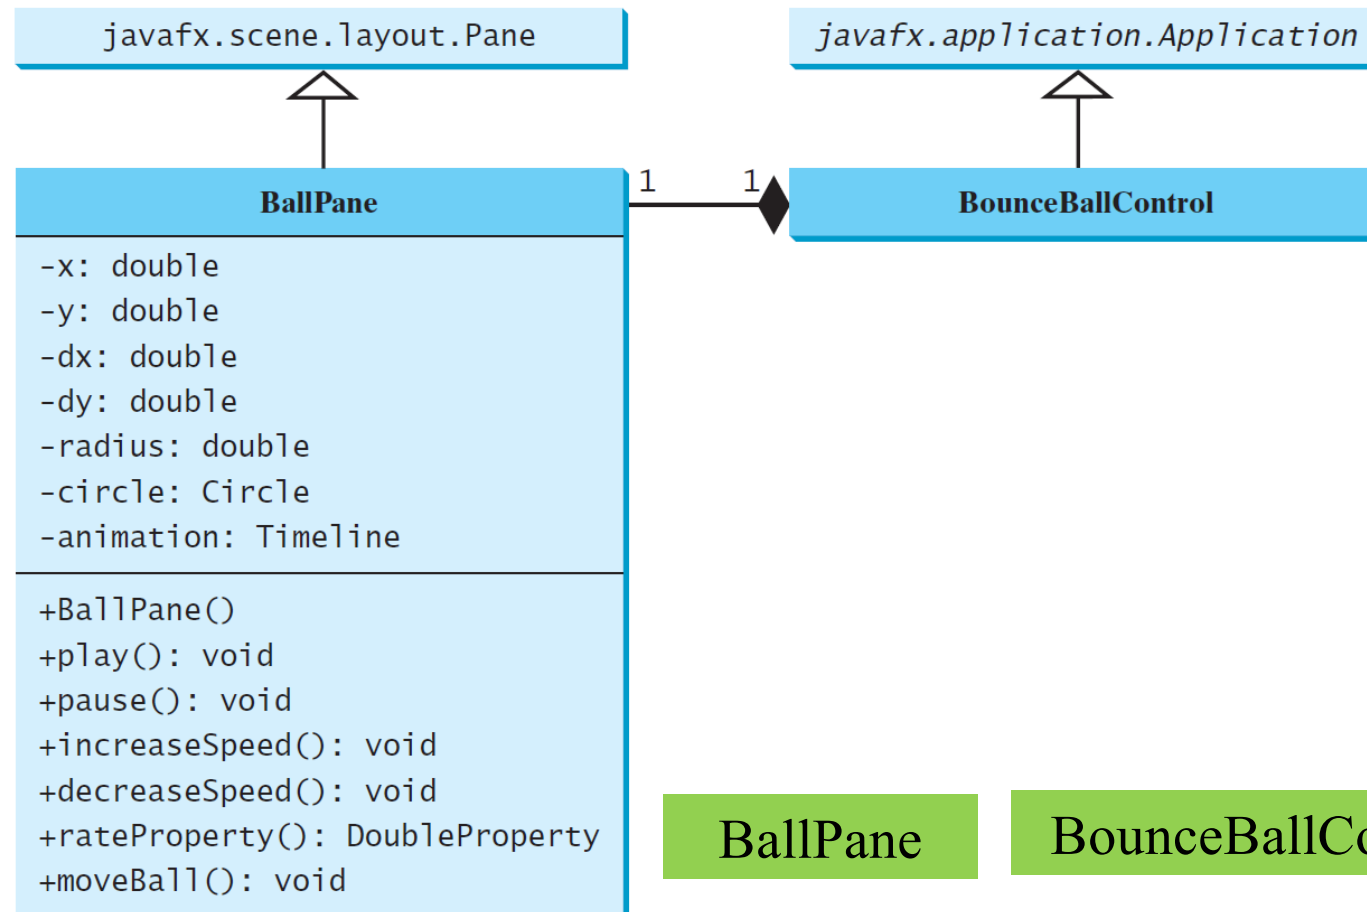 javafx.scene.layout.Pane
javafx.application.Application
BallPane
1
1
BounceBallControl
-x: double
-y: double
-dx: double
-dy: double
-radius: double
-circle: Circle
-animation: Timeline
+BallPane()
+play(): void
+pause(): void
+increaseSpeed(): void
+decreaseSpeed(): void
+rateProperty(): DoubleProperty
+moveBall(): void
BallPane
BounceBallCo